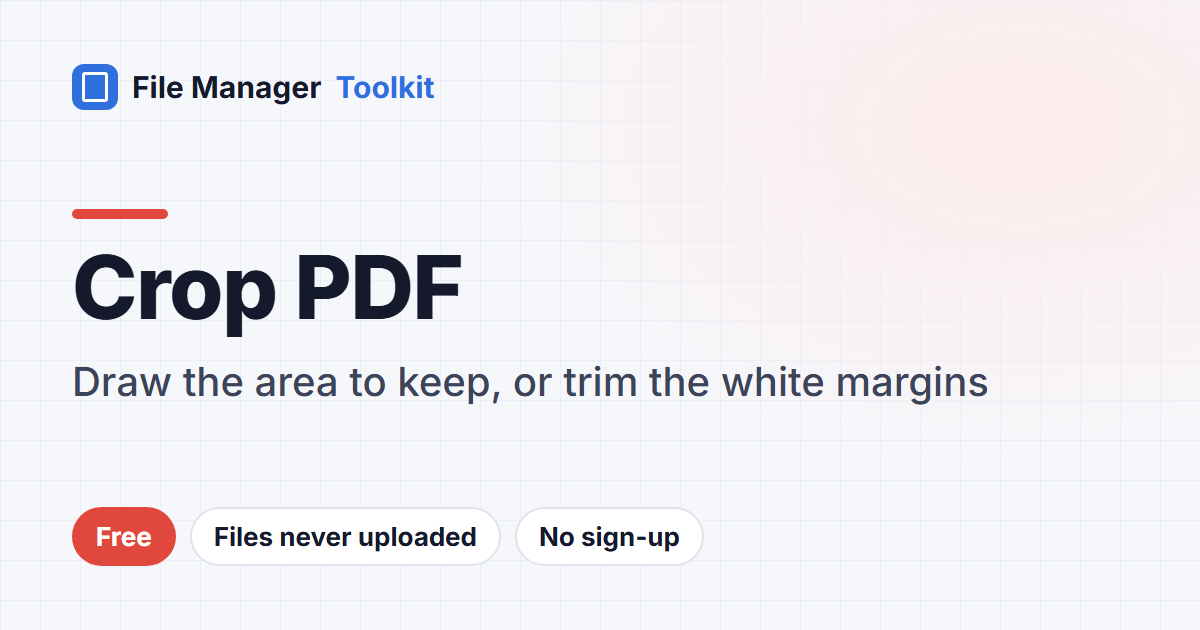 File Manager Toolkit
Crop PDF
Draw the area to keep, or trim the white margins
Free
Files never uploaded
No sign-up